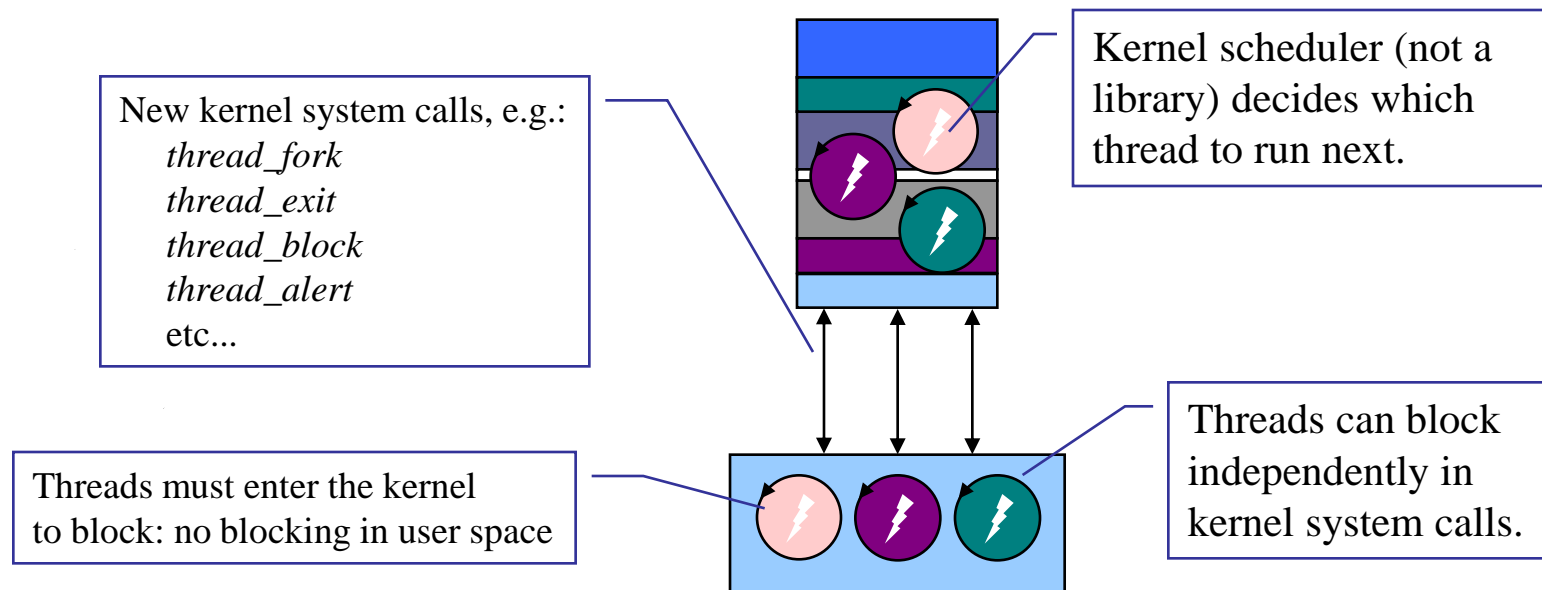 New kernel system calls, e.g.:
thread_fork
thread_exit
thread_block
thread_alert
etc...
Kernel scheduler (not a
library) decides which
thread to run next.
Threads must enter the kernel
to block: no blocking in user space
Threads can block
independently in
kernel system calls.